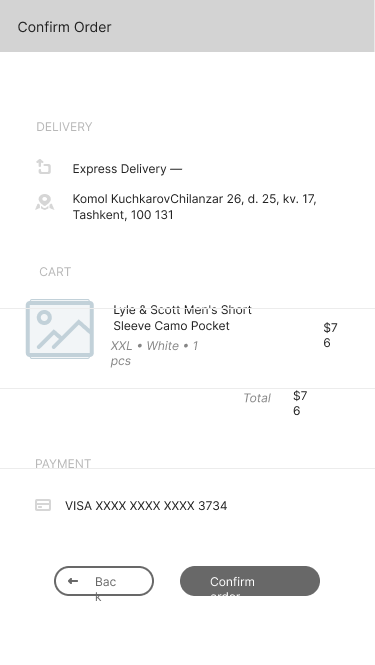 Confirm Order
DELIVERY
Express Delivery —
Komol KuchkarovChilanzar 26, d. 25, kv. 17,
Tashkent, 100 131
CART
Lyle & Scott Men's Short
Sleeve Camo Pocket
XXL • White • 1
pcs
$7
6
Total
$7
6
PAYMENT
VISA XXXX XXXX XXXX 3734
Bac
k
Confirm
order